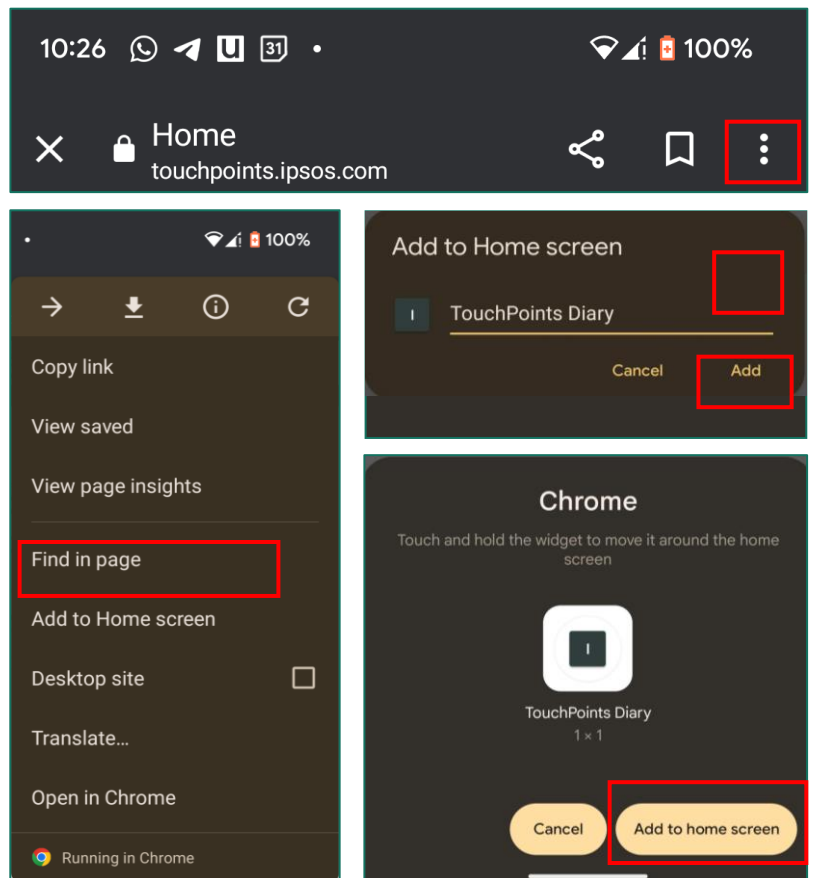 10:26 U 31 100%
Home
touchpoints.ipsos.com
100%
Copy link
View saved
View page insights
Find in page
Add to Home screen
Desktop site
Translate...
Open in Chrome
Running in Chrome
Add to Home screen
I TouchPoints Diary
Cancel Add
Chrome
Touch and hold the widget to move it around the home
screen
I
TouchPoints Diary
1 × 1
Cancel Add to home screen